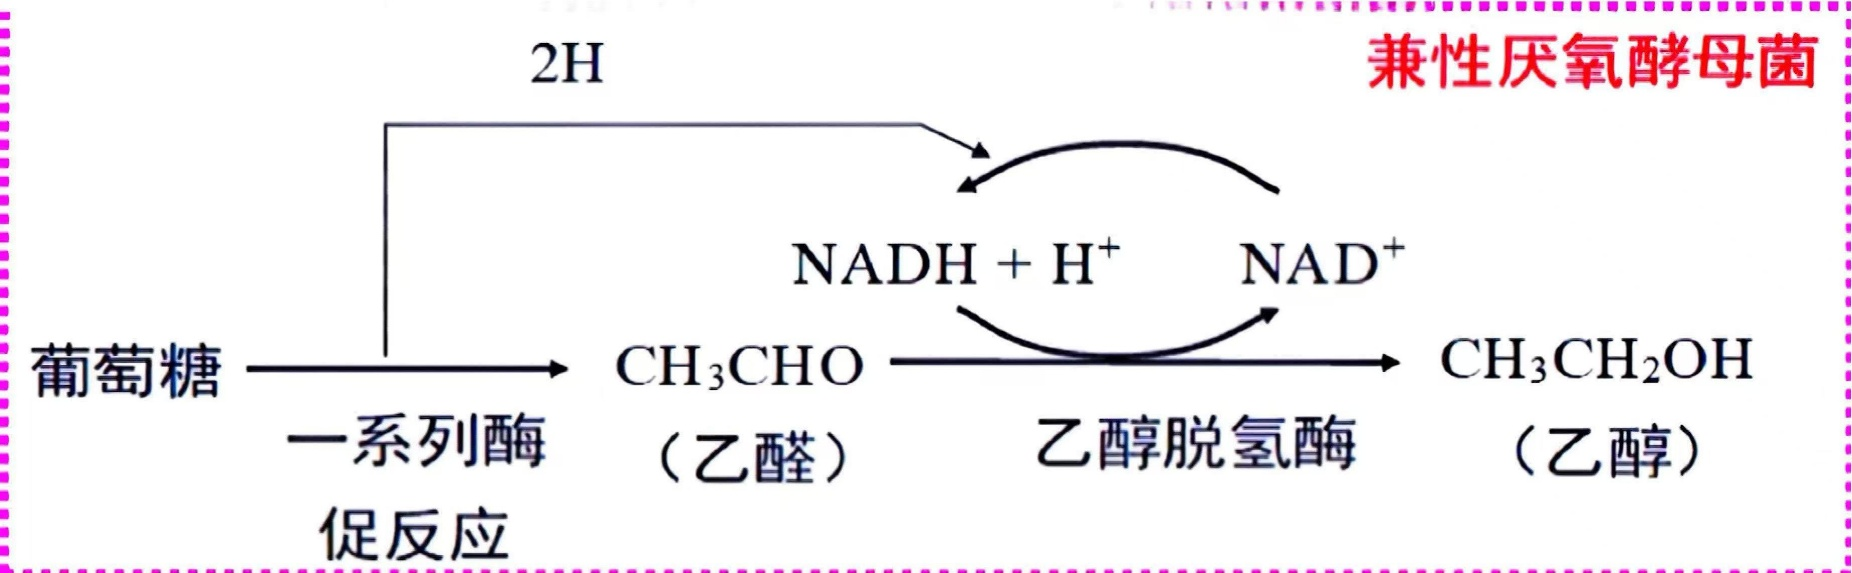 2H
兼性厌氧酵母菌
NADH + H⁺
NAD⁺
葡萄糖
CH₃CHO
CH₃CH₂OH
一系列酶
促反应
（乙醛）
乙醇脱氢酶
（乙醇）